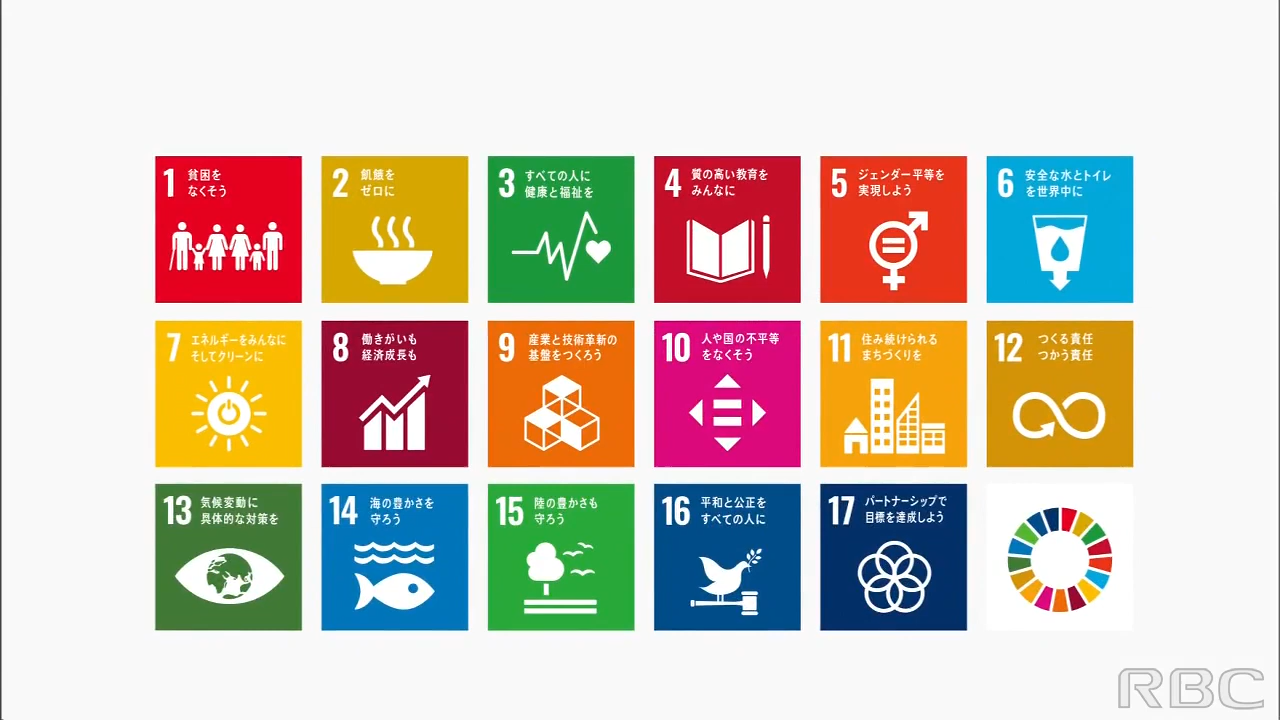 1 貧困を
なくそう
2 飢餓を
ゼロに
3 すべての人に
健康と福祉を
4 質の高い教育を
みんなに
5 ジェンダー平等を
実現しよう
6 安全な水とトイレ
を世界中に
7 エネルギーをみんなに
そしてクリーンに
8 働きがいも
経済成長も
9 産業と技術革新の
基盤をつくろう
10 人や国の不平等
をなくそう
11 住み続けられる
まちづくりを
12 つくる責任
つかう責任
13 気候変動に
具体的な対策を
14 海の豊かさを
守ろう
15 陸の豊かさも
守ろう
16 平和と公正を
すべての人に
17 パートナーシップで
目標を達成しよう
RBC